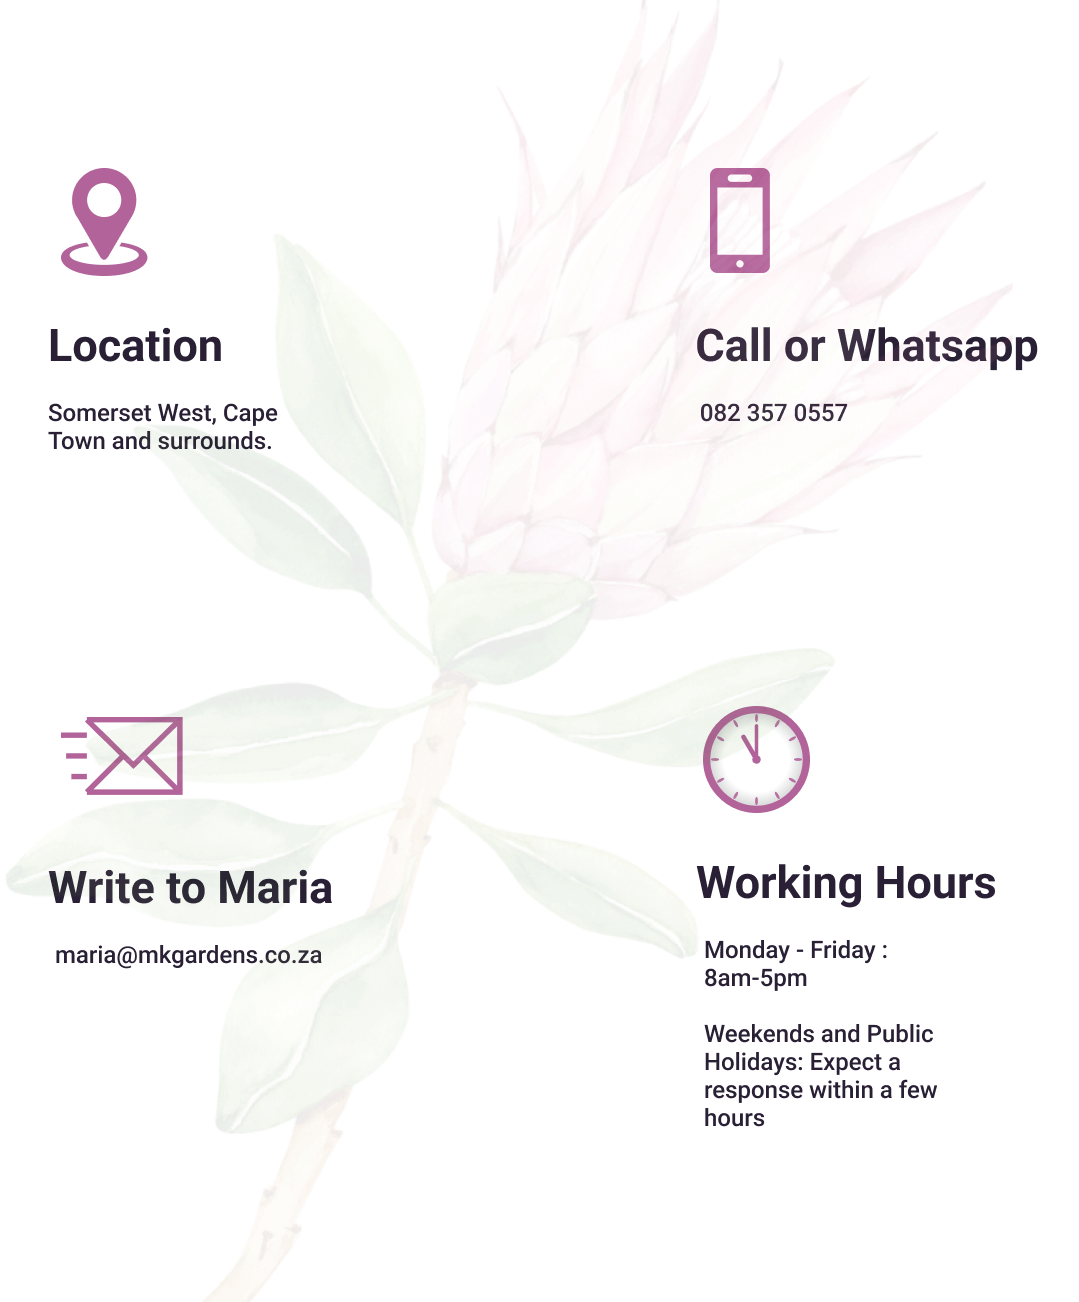 Location
Somerset West, Cape
Town and surrounds.
Call or Whatsapp
082 357 0557
Write to Maria
maria@mkgardens.co.za
Working Hours
Monday - Friday :
8am-5pm
Weekends and Public
Holidays: Expect a
response within a few
hours